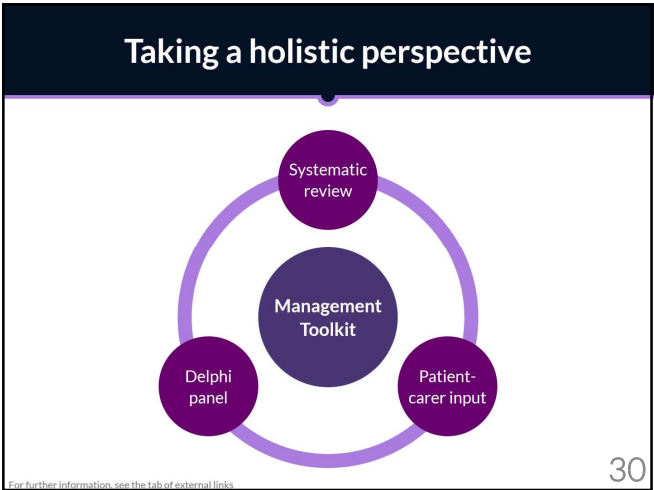 Taking a holistic perspective
Systematic
review
Management
Toolkit
Delphi
panel
Patient-
carer input
For further information, see the tab of external links
30